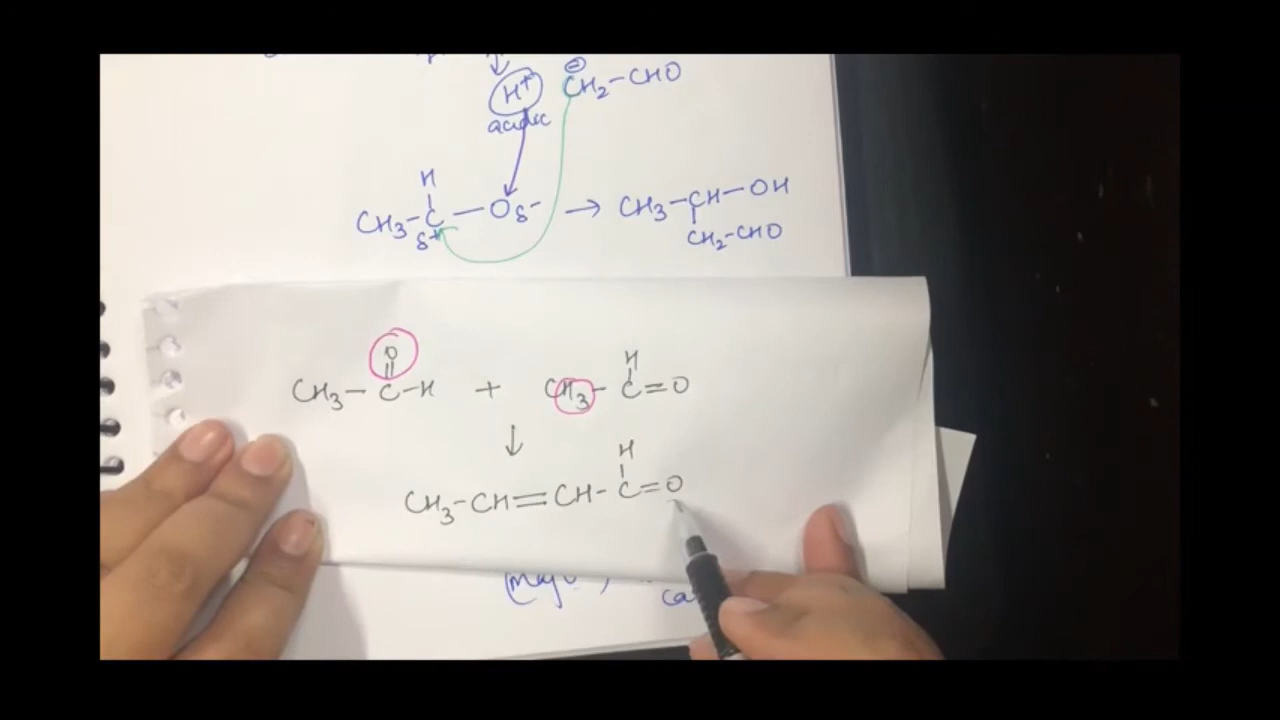 H⁺ ⊖CH₂-CHO
acidic
H
CH₃-C-Oδ- → CH₃-CH-OH
δ+ CH₂-CHO
O
CH₃-C-H + CH₃-C=O
H
↓
H
CH₃-CH=CH-C=O